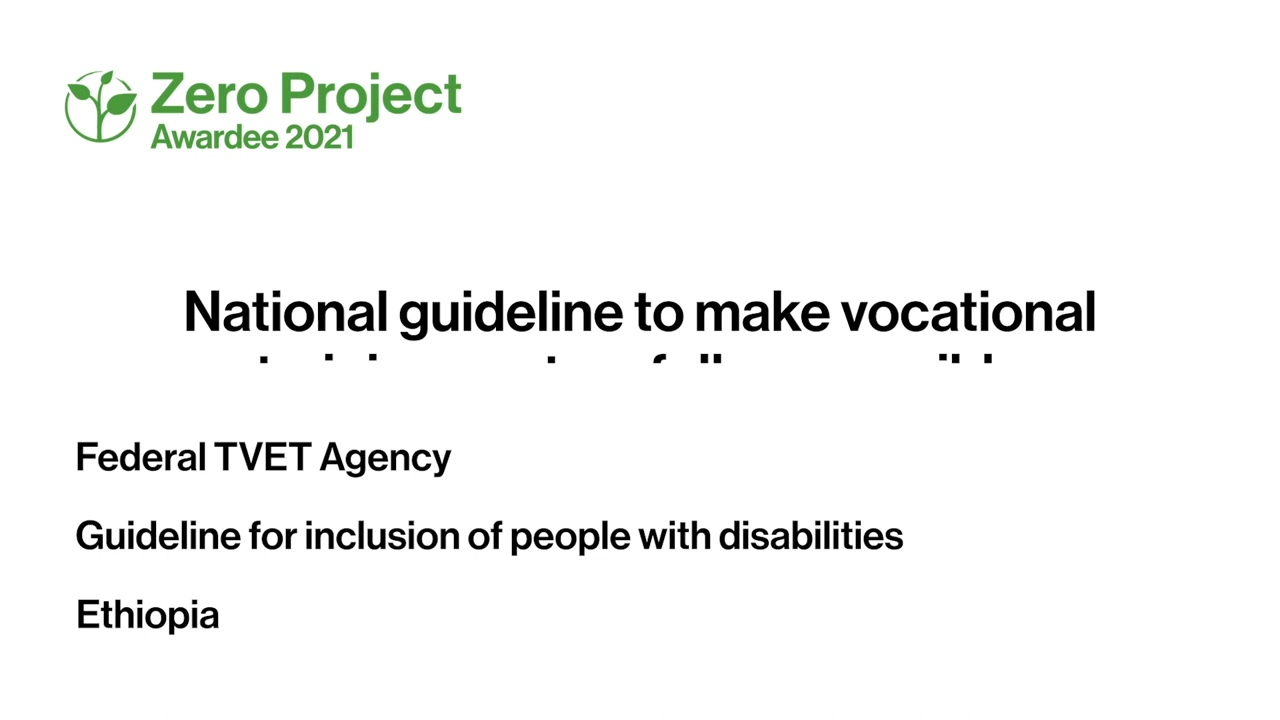 Zero Project
Awardee 2021
National guideline to make vocational
Federal TVET Agency
Guideline for inclusion of people with disabilities
Ethiopia